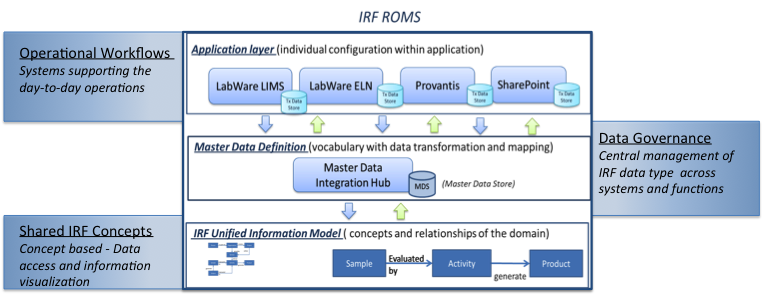 IRF ROMS
Operational Workflows
Systems supporting the
day-to-day operations
Application layer (individual configuration within application)
LabWare LIMS
LabWare ELN
Provantis
SharePoint
Tx Data
Store
Tx Data
Store
Tx Data
Store
Tx Data
Store
Master Data Definition (vocabulary with data transformation and mapping)
Master Data
Integration Hub
MDS
(Master Data Store)
Data Governance
Central management of
IRF data type across
systems and functions
Shared IRF Concepts
Concept based - Data
access and information
visualization
IRF Unified Information Model ( concepts and relationships of the domain)
Sample
Evaluated
by
Activity
generate
Product